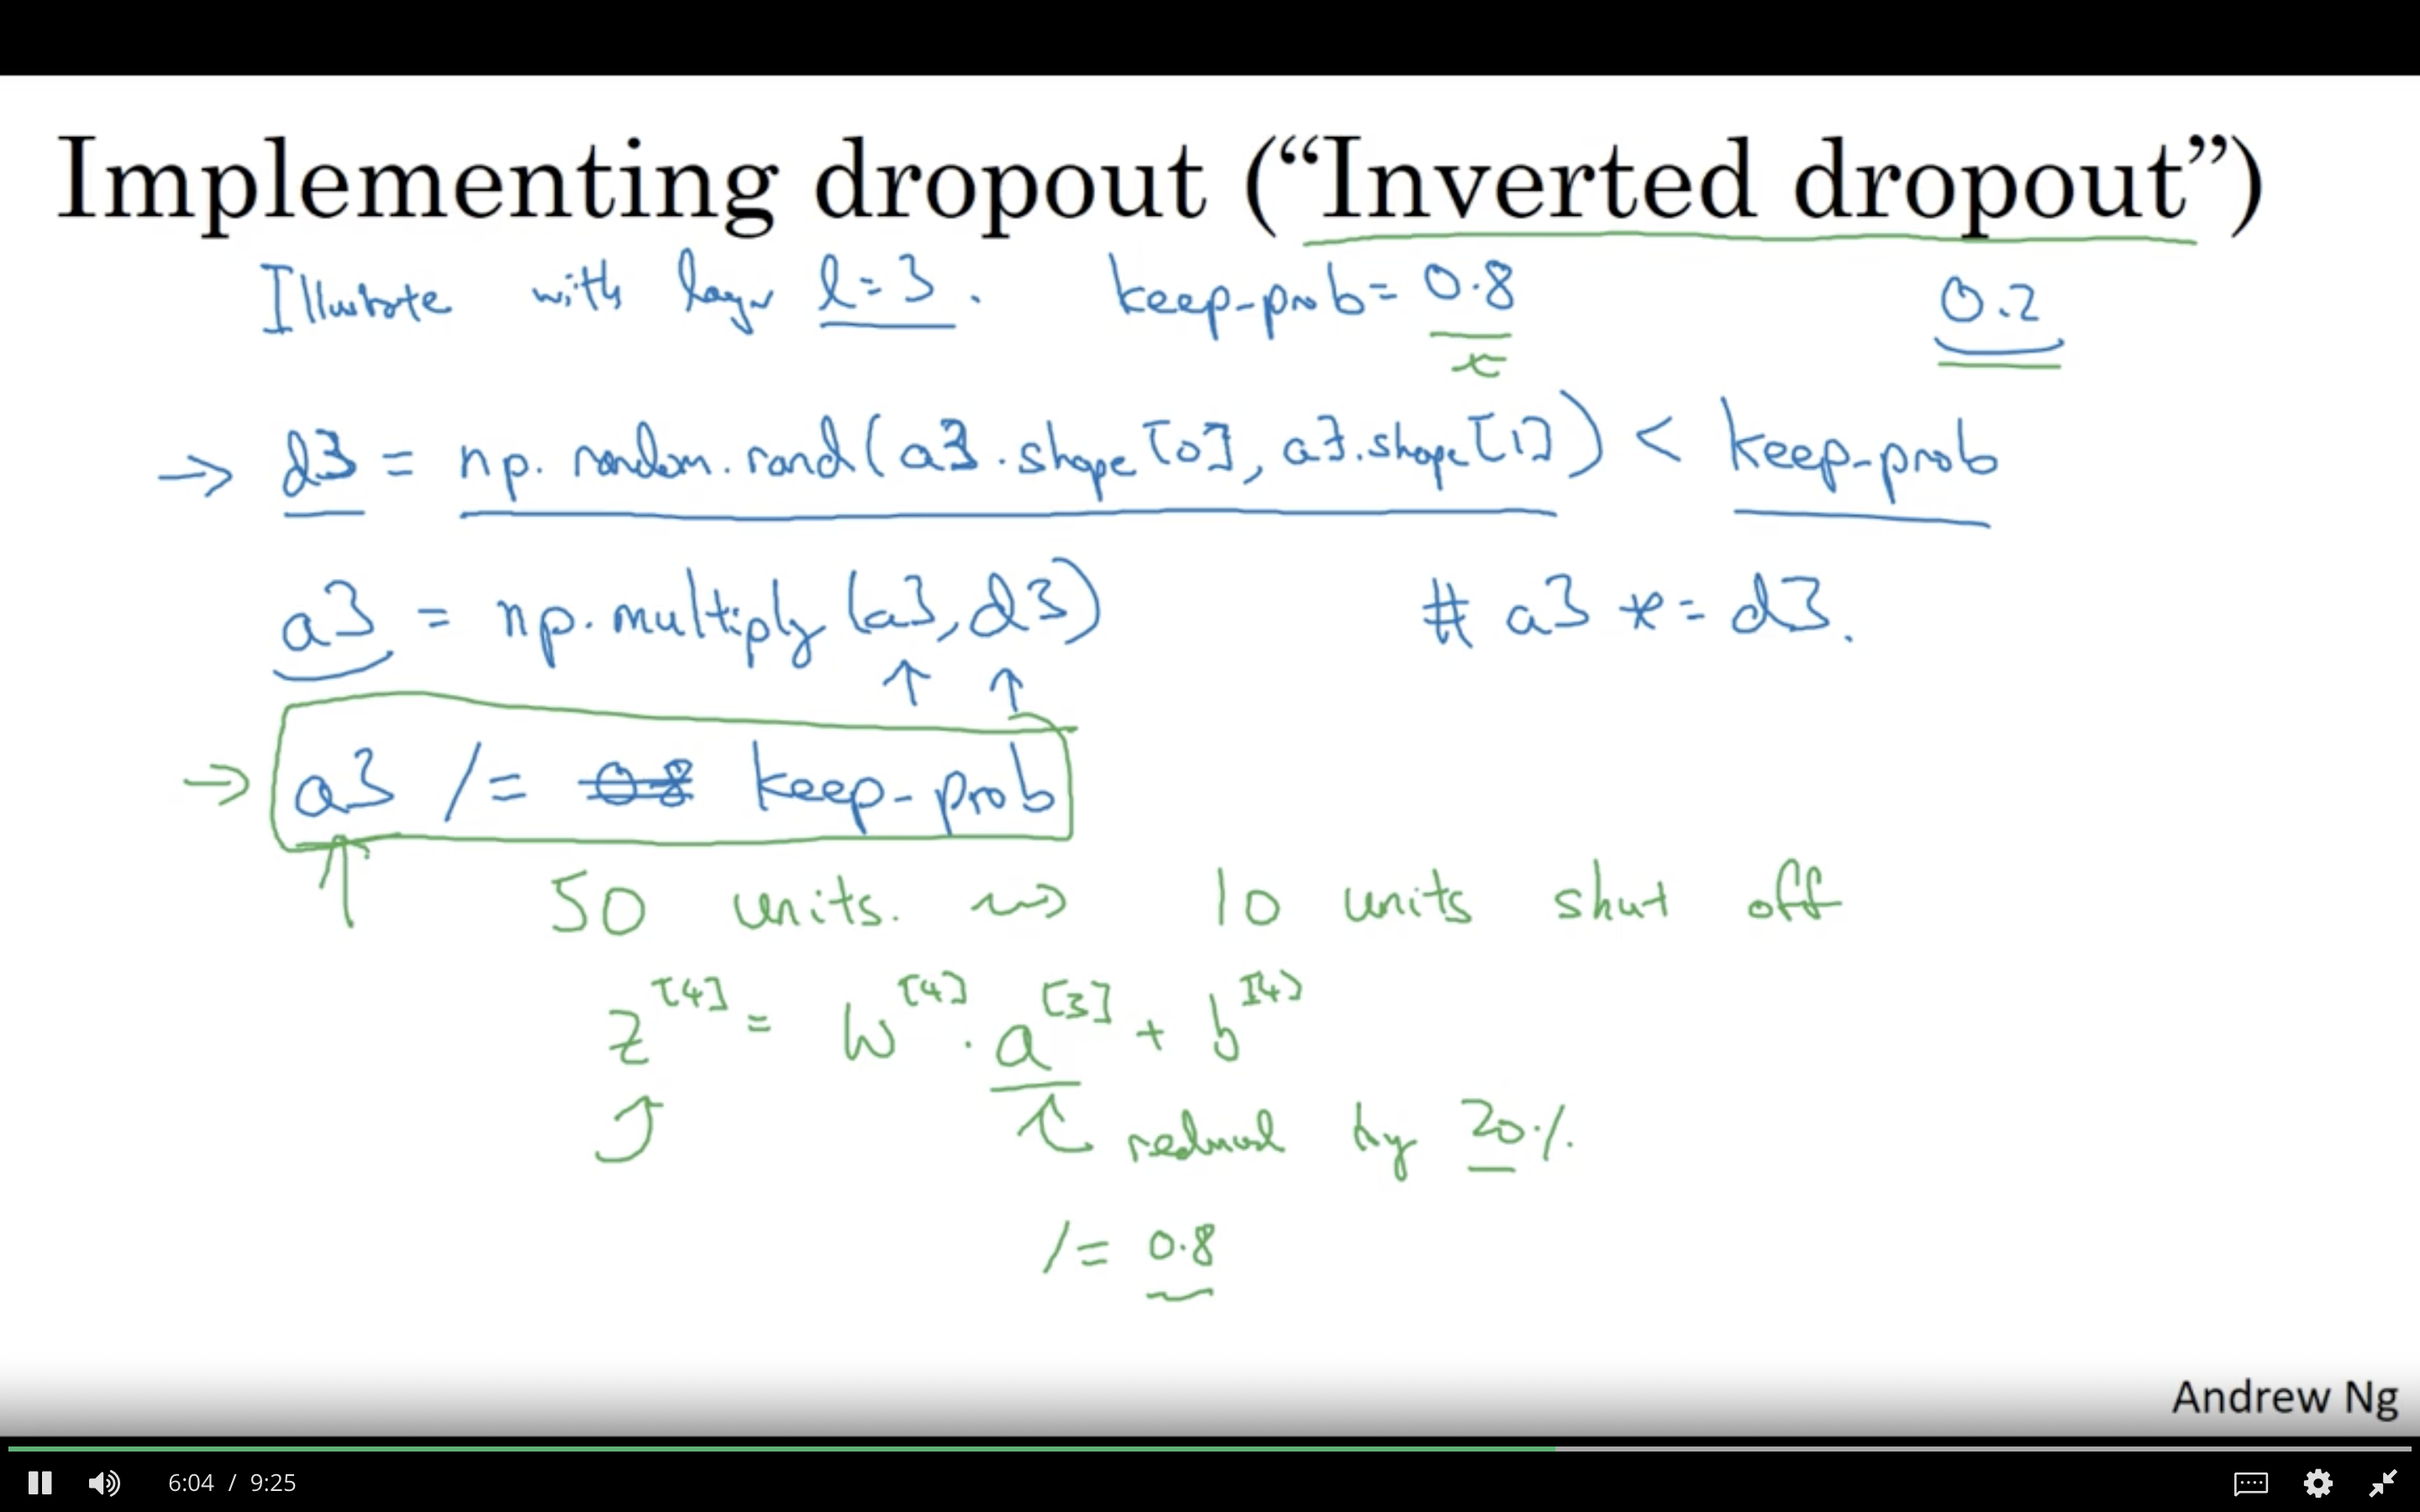 Implementing dropout (“Inverted dropout”)
Illustrate with layer l=3. keep-prob= 0.8 0.2
→ d3 = np.random.rand(a3.shape[0], a3.shape[1]) < keep-prob
a3 = np.multiply(a3, d3) # a3 *= d3.
→ a3 /= 0.8 keep-prob
50 units. ⇝ 10 units shut off
z[4] = W[4] · a[3] + b[4]
reduced by 20%.
/= 0.8
Andrew Ng
6:04 / 9:25